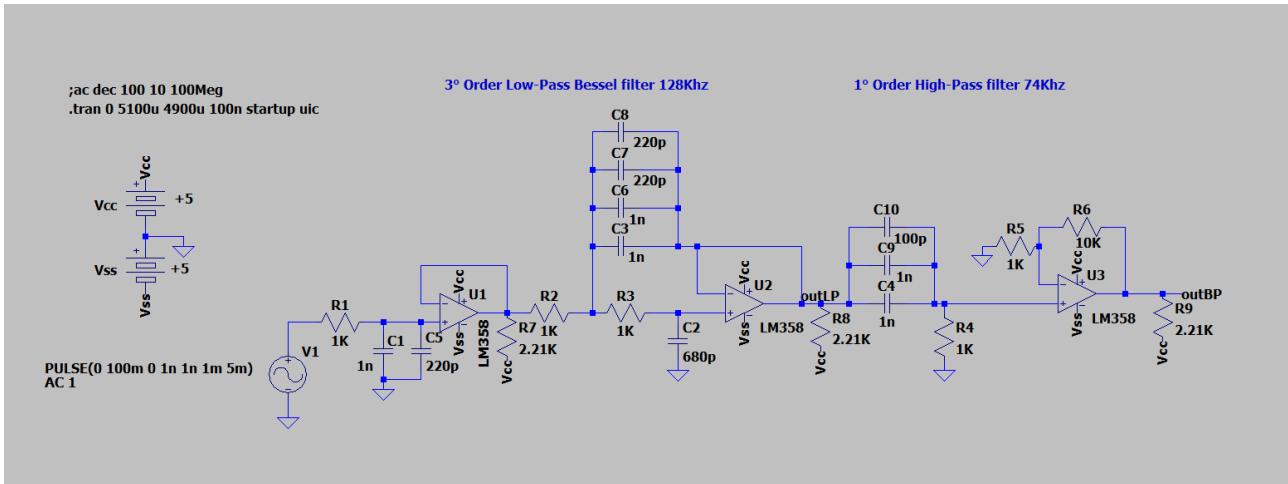 ;ac dec 100 10 100Meg
.tran 0 5100u 4900u 100n startup uic
3° Order Low-Pass Bessel filter 128Khz
1° Order High-Pass filter 74Khz
Vcc
+
Vcc
+5
+
Vss
+5
Vss
C8
220p
C7
220p
C6
1n
C3
1n
V1
PULSE(0 100m 0 1n 1n 1m 5m)
AC 1
R1
1K
C1
1n
C5
220p
Vcc
U1
Vss
LM358
R7
2.21K
Vcc
R2
1K
R3
1K
C2
680p
Vcc
U2
Vss
LM358
outLP
R8
2.21K
Vcc
C10
100p
C9
1n
C4
1n
R4
1K
R5
1K
R6
10K
Vcc
U3
Vss
LM358
outBP
R9
2.21K
Vcc